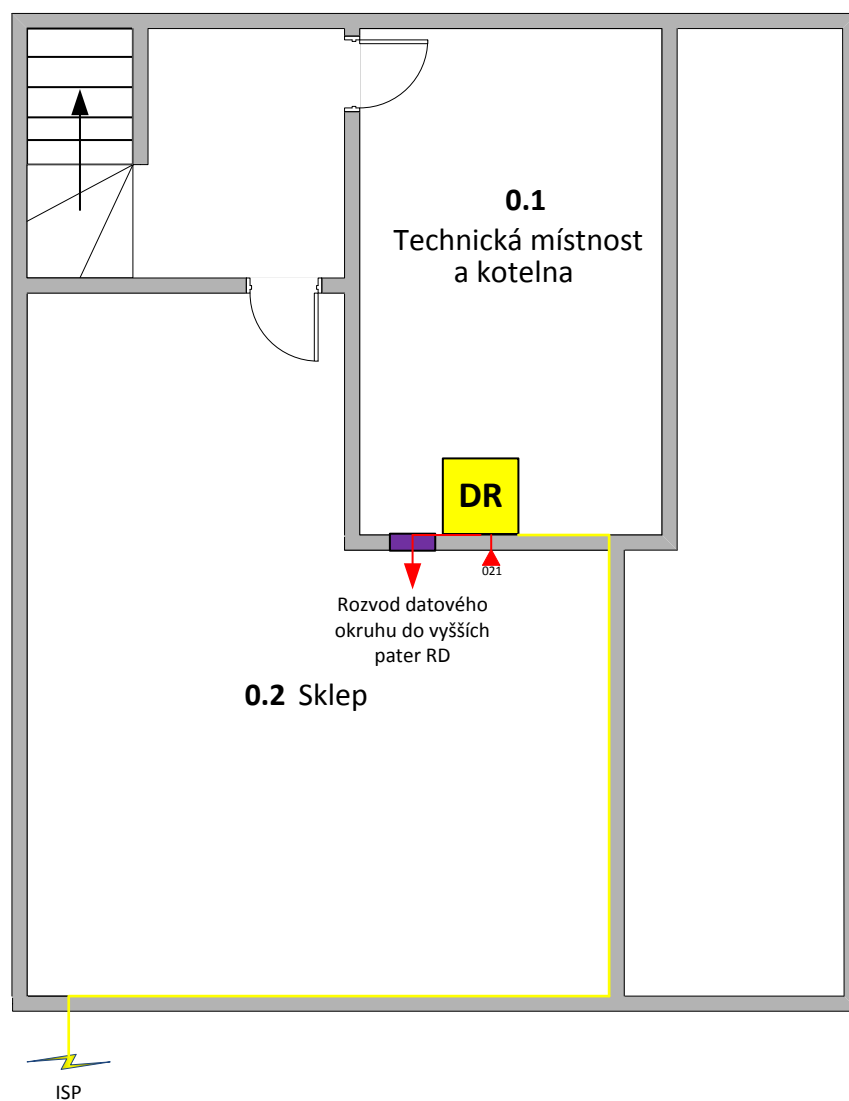 0.1
Technická místnost
a kotelna
DR
021
Rozvod datového
okruhu do vyšších
pater RD
0.2 Sklep
ISP